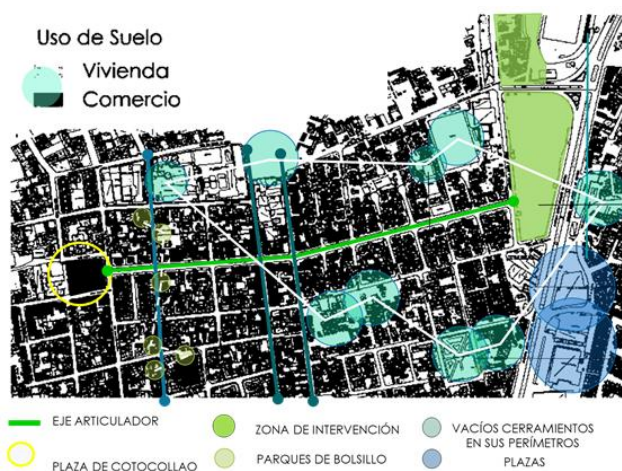 Uso de Suelo
Vivienda
Comercio
EJE ARTICULADOR
ZONA DE INTERVENCIÓN
VACÍOS CERRAMIENTOS
EN SUS PERÍMETROS
PLAZA DE COTOCOLLAO
PARQUES DE BOLSILLO
PLAZAS